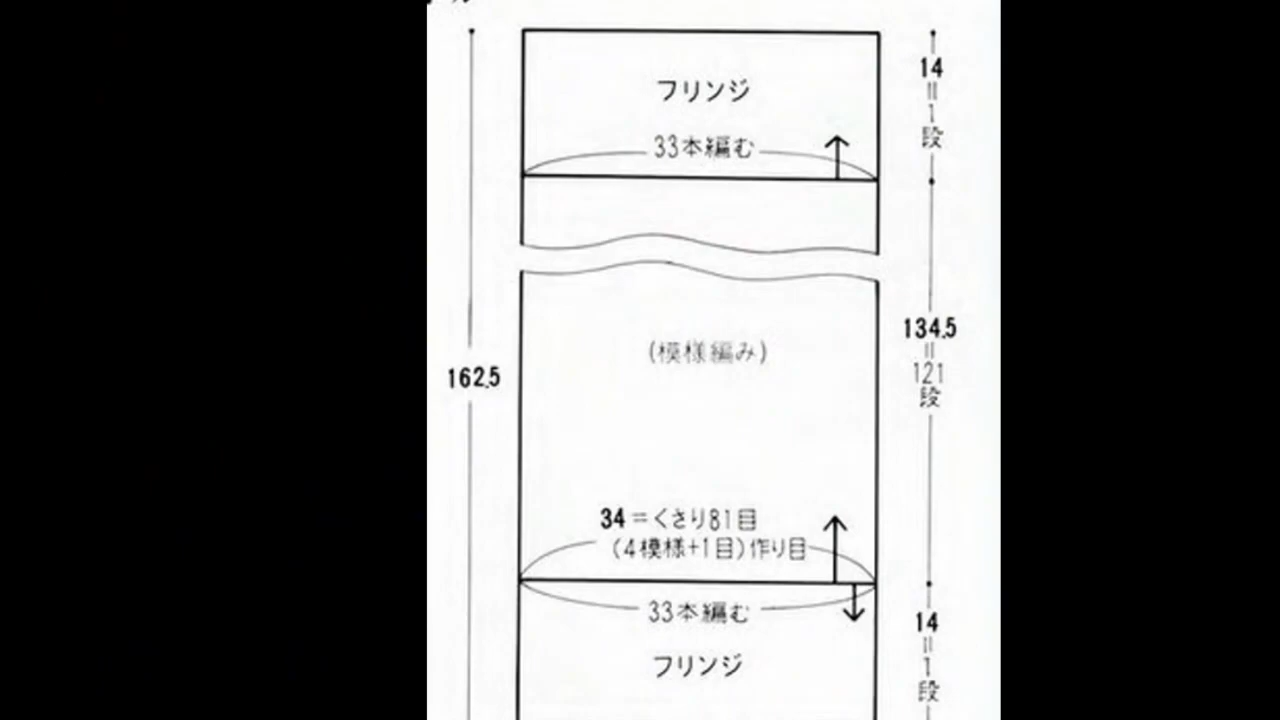 フリンジ
33本編む
14
=
1
段
(模様編み)
134.5
=
121
段
162.5
34=くさり81目
(4模様+1目)作り目
33本編む
フリンジ
14
=
1
段